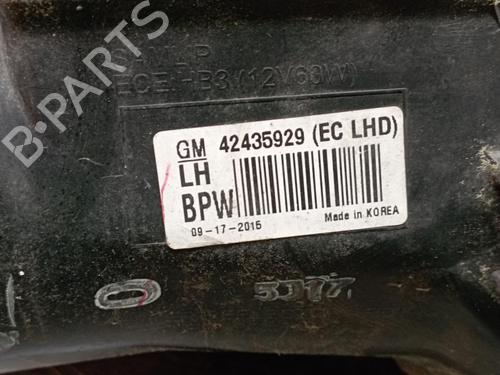 B-PARTS
ECE HB3 (12V60W)
GM 42435929 (EC LHD)
LH
BPW
09-17-2015 Made in KOREA